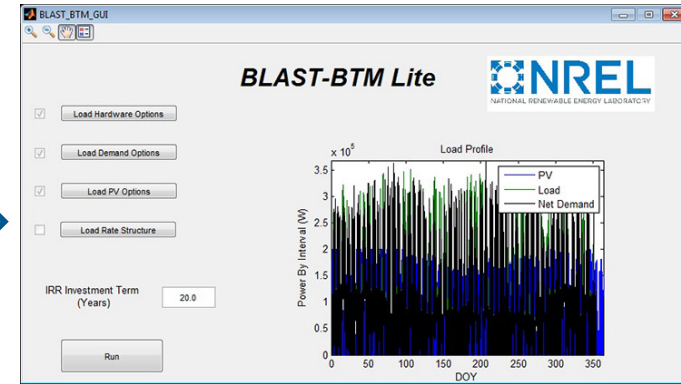 BLAST_BTM_GUI
BLAST-BTM Lite
NREL
NATIONAL RENEWABLE ENERGY LABORATORY
Load Hardware Options
Load Demand Options
Load PV Options
Load Rate Structure
IRR Investment Term
(Years)
20.0
Run
x 10^5
Load Profile
3.5
3
2.5
2
1.5
1
0.5
0
Power By Interval (W)
PV
Load
Net Demand
0 50 100 150 200 250 300 350
DOY